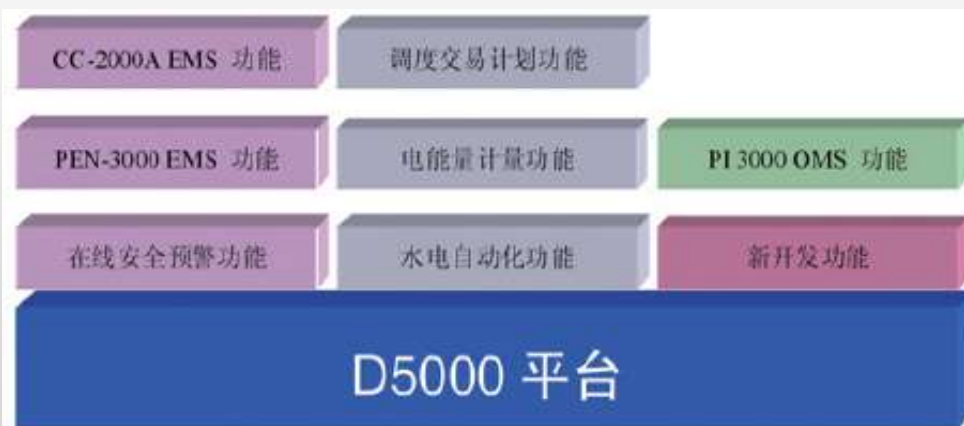 CC-2000A EMS 功能 调度交易计划功能
PEN-3000 EMS 功能 电能量计量功能 PI 3000 OMS 功能
在线安全预警功能 水电自动化功能 新开发功能
D5000 平台